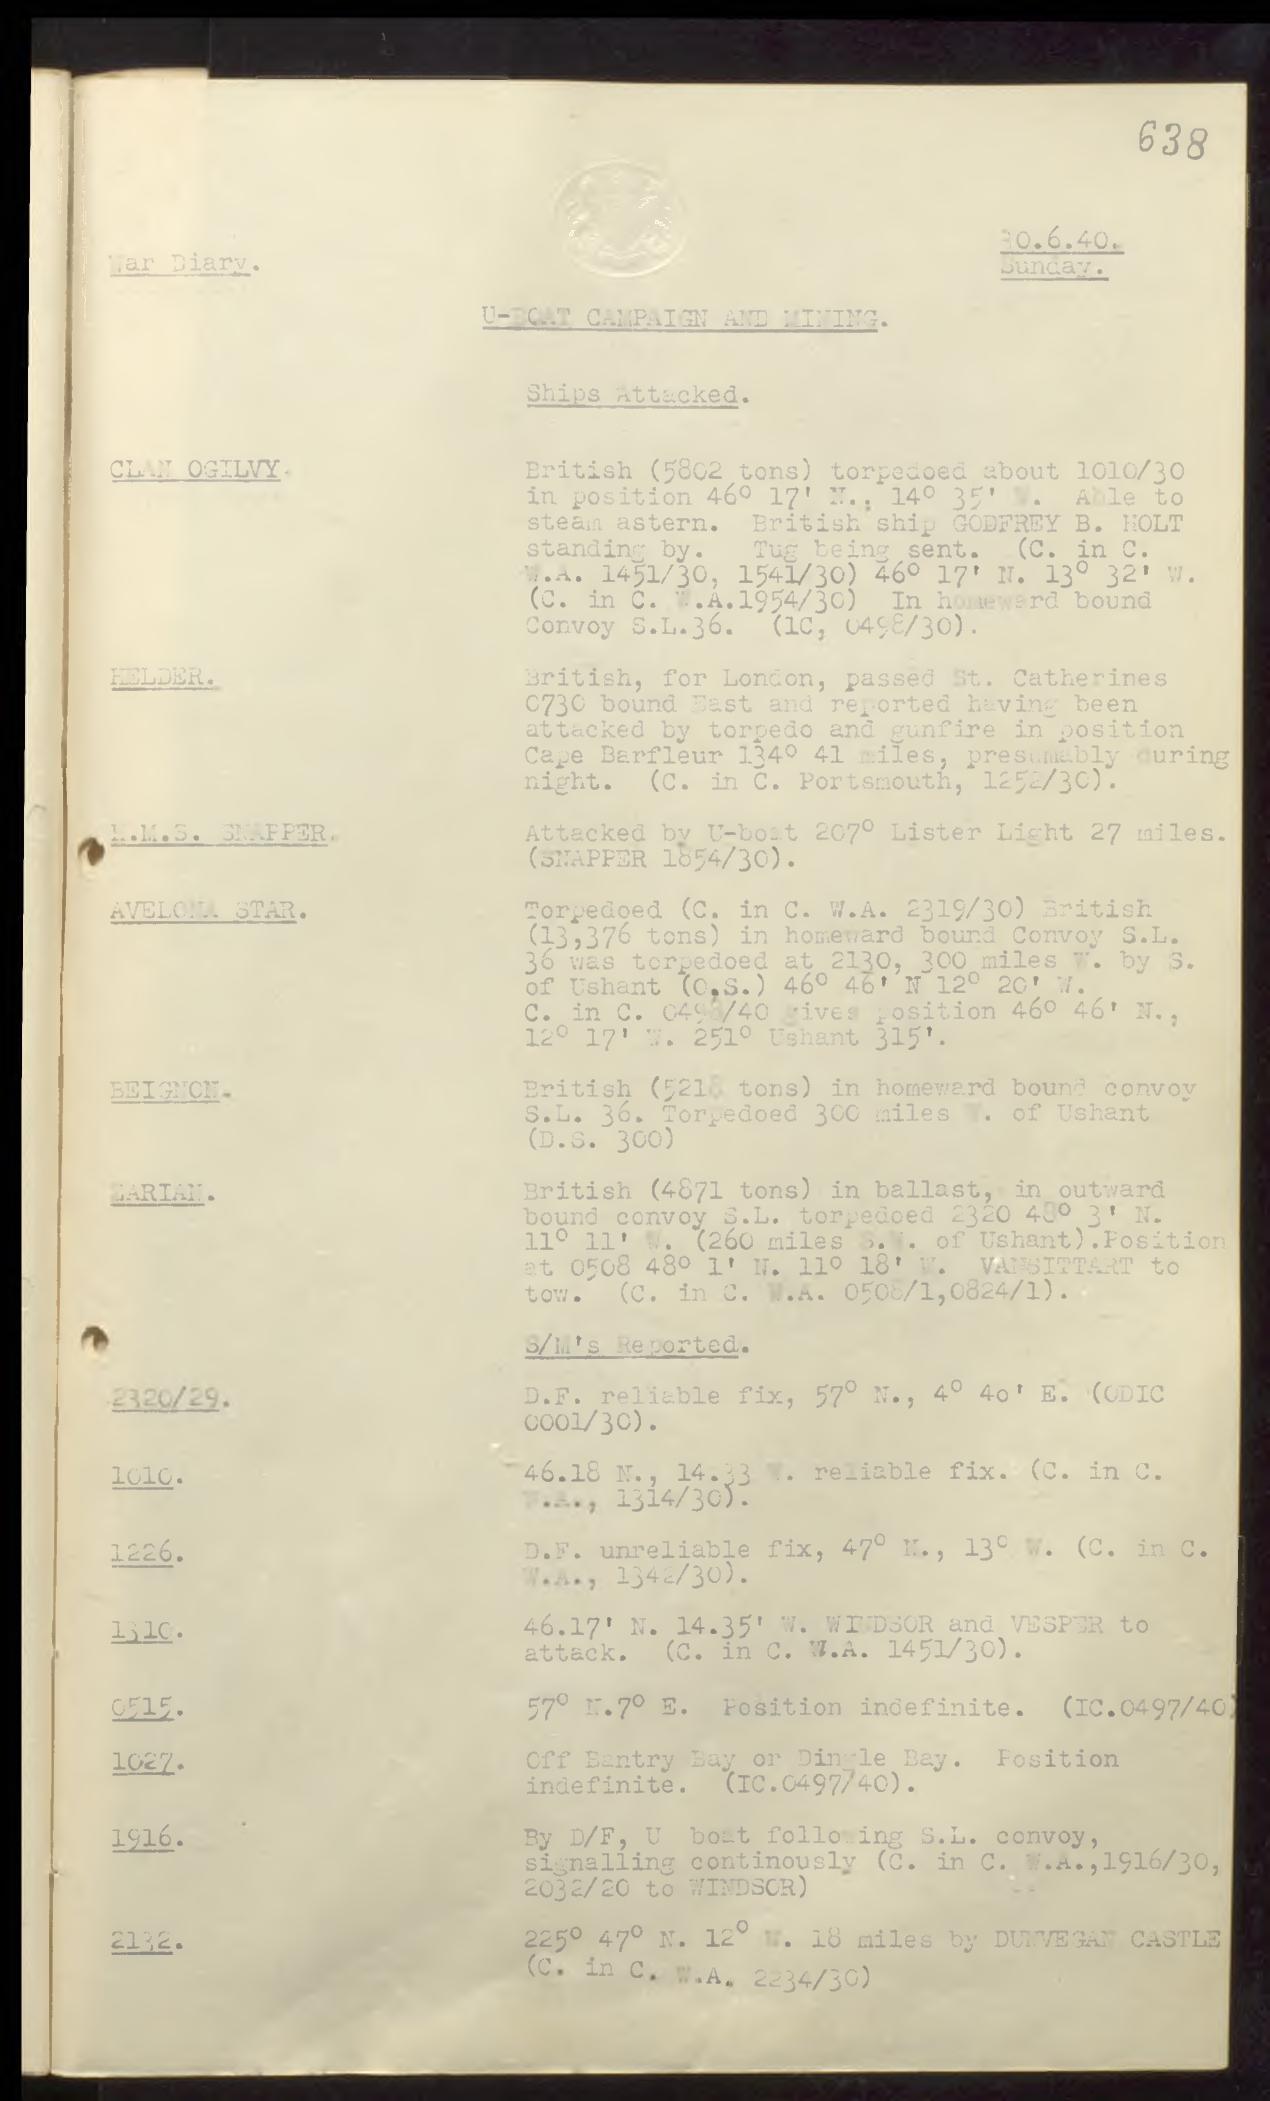 638
30.6.40.
War Diary.
Sunday.
U-BOAT CAMPAIGN AND MINING.
Ships Attacked.
CLAN OGILVY.
British (5802 tons) torpedoed about 1010/30
in position 46° 17' N., 14° 35' W. Able to
steam astern. British ship GODFREY B. HOLT
standing by. Tug being sent. (C. in C.
W.A. 1451/30, 1541/30) 46° 17' N. 13° 32' W.
(C. in C. W.A.1954/30) In homeward bound
Convoy S.L.36. (1C, 0498/30).
HELDER.
British, for London, passed St. Catherines
0730 bound East and reported having been
attacked by torpedo and gunfire in position
Cape Barfleur 134° 41 miles, presumably during
night. (C. in C. Portsmouth, 1252/30).
H.M.S. SNAPPER.
Attacked by U-boat 207° Lister Light 27 miles.
(SNAPPER 1854/30).
AVELONA STAR.
Torpedoed (C. in C. W.A. 2319/30) British
(13,376 tons) in homeward bound Convoy S.L.
36 was torpedoed at 2130, 300 miles W. by S.
of Ushant (O.S.) 46° 46' N 12° 20' W.
C. in C. 0498/40 gives position 46° 46' N.,
12° 17' W. 251° Ushant 315'.
BEIGNON.
British (5218 tons) in homeward bound convoy
S.L. 36. Torpedoed 300 miles W. of Ushant
(D.S. 300)
ZARIAN.
British (4871 tons) in ballast, in outward
bound convoy S.L. torpedoed 2320 48° 3' N.
11° 11' W. (260 miles S.W. of Ushant).Position
at 0508 48° 1' N. 11° 18' W. VANSITTART to
tow. (C. in C. W.A. 0508/1,0824/1).
S/M's Reported.
2320/29.
D.F. reliable fix, 57° N., 4° 40' E. (ODIC
0001/30).
1010.
46.18 N., 14.33 W. reliable fix. (C. in C.
W.A., 1314/30).
1226.
D.F. unreliable fix, 47° N., 13° W. (C. in C.
W.A., 1342/30).
1310.
46.17' N. 14.35' W. WINDSOR and VESPER to
attack. (C. in C. W.A. 1451/30).
0515.
57° N.7° E. Position indefinite. (IC.0497/40)
1027.
Off Bantry Bay or Dingle Bay. Position
indefinite. (IC.0497/40).
1916.
By D/F, U boat following S.L. convoy,
signalling continously (C. in C. W.A.,1916/30,
2032/20 to WINDSOR)
2132.
225° 47° N. 12° W. 18 miles by DUNVEGAN CASTLE
(C. in C. W.A. 2234/30)